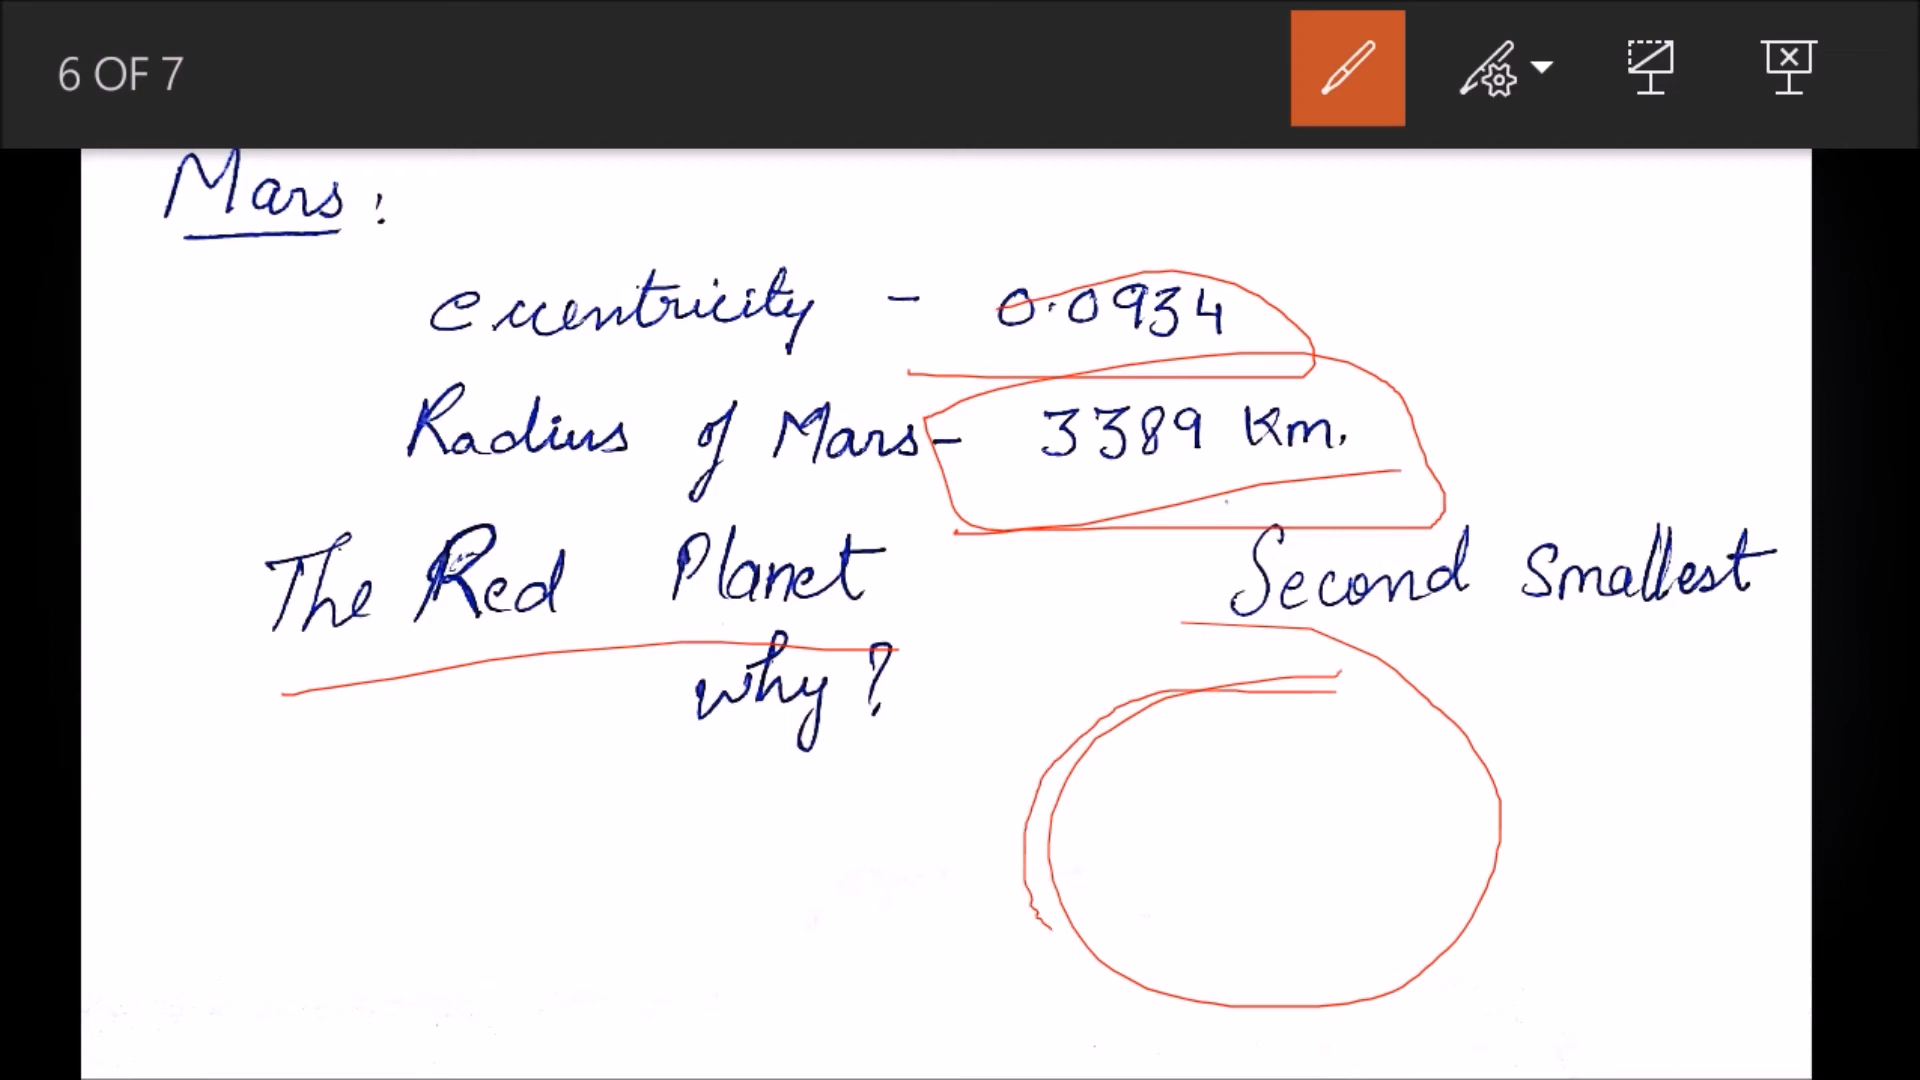 6 OF 7
Mars:
eccentricity - 0.0934
Radius of Mars - 3389 Km.
The Red Planet Second Smallest
why?